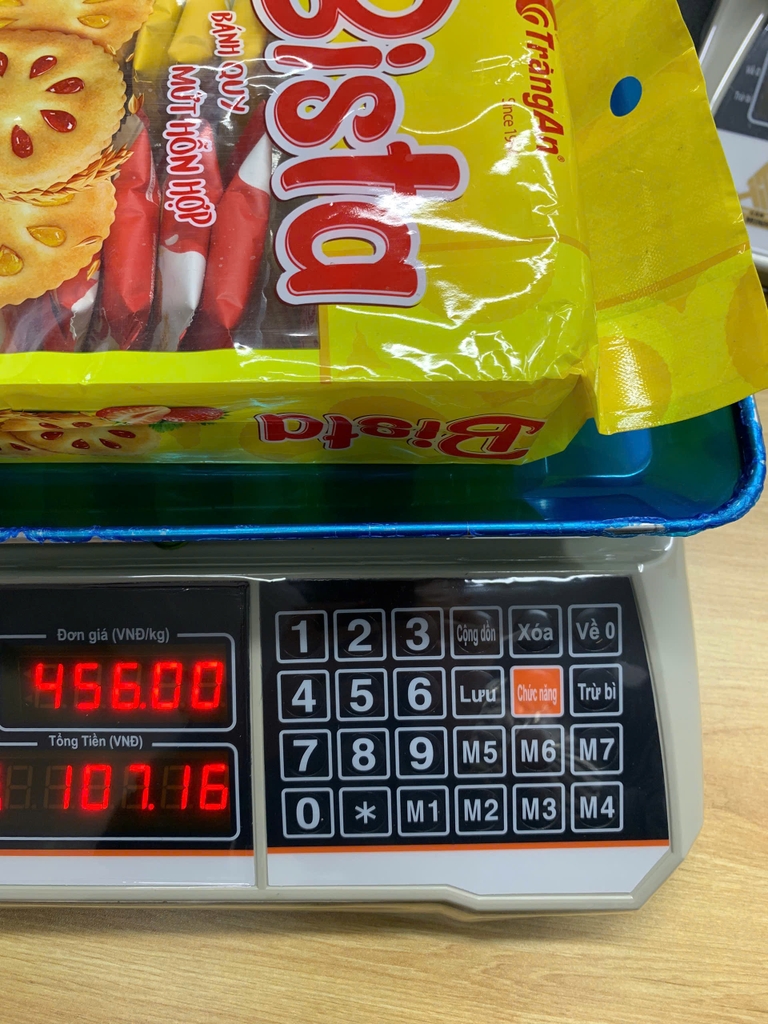 Bista
TràngAn®
BÁNH QUY
MỨT HỖN HỢP
Bista
Đơn giá (VNĐ/kg)
456.00
Tổng Tiền (VNĐ)
107.16
1 2 3 Cộng dồn Xóa Về 0
4 5 6 Lưu Chức năng Trừ bì
7 8 9 M5 M6 M7
0 * M1 M2 M3 M4
Since